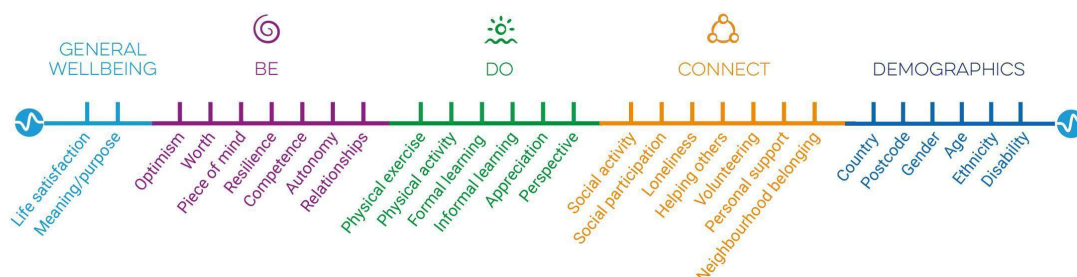 GENERAL
WELLBEING
Life satisfaction
Meaning/purpose
BE
Optimism
Worth
Piece of mind
Resilience
Competence
Autonomy
Relationships
DO
Physical exercise
Physical activity
Formal learning
Informal learning
Appreciation
Perspective
CONNECT
Social activity
Social participation
Loneliness
Helping others
Volunteering
Personal support
Neighbourhood belonging
DEMOGRAPHICS
Country
Postcode
Gender
Age
Ethnicity
Disability